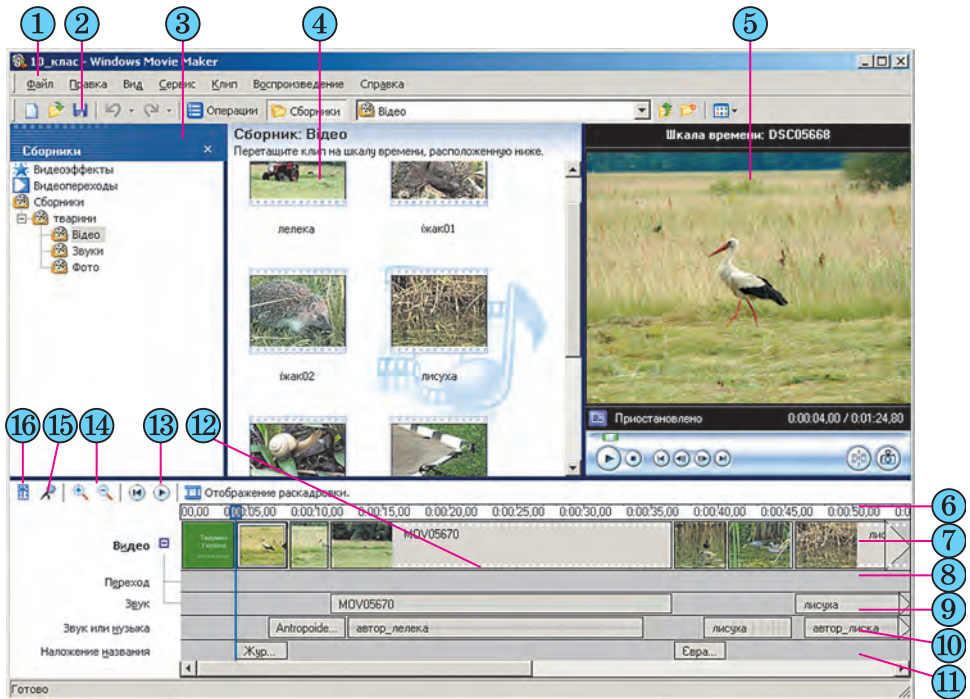 1 2 3 4 5
10_клас - Windows Movie Maker
Файл Правка Вид Сервис Клип Воспроизведение Справка
Операции Сборники Відео
Сборники ×
Видеоэффекты
Видеопереходы
Сборники
тварини
Відео
Звуки
Фото
Сборник: Відео
Перетащите клип на шкалу времени, расположенную ниже.
лелека їжак01
їжак02 лисуха
Шкала времени: DSC05668
Приостановлено 0:00:04,00 / 0:01:24,80
16 15 14 13 12
Отображение раскадровки.
00,00 0:00:05,00 0:00:10,00 0:00:15,00 0:00:20,00 0:00:25,00 0:00:30,00 0:00:35,00 0:00:40,00 0:00:45,00 0:00:50,00 0:0
6
Видео MOV05670 лис
7
Переход
8
Звук MOV05670 лисуха
9
Звук или музыка Antropoide... автор_лелека лисуха автор_лиска
10
Наложение названия Жур... Євра...
11
Готово